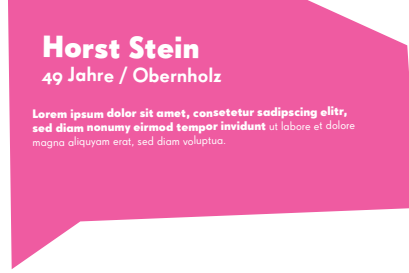 Horst Stein
49 Jahre / Obernholz
Lorem ipsum dolor sit amet, consetetur sadipscing elitr,
sed diam nonumy eirmod tempor invidunt ut labore et dolore
magna aliquyam erat, sed diam voluptua.